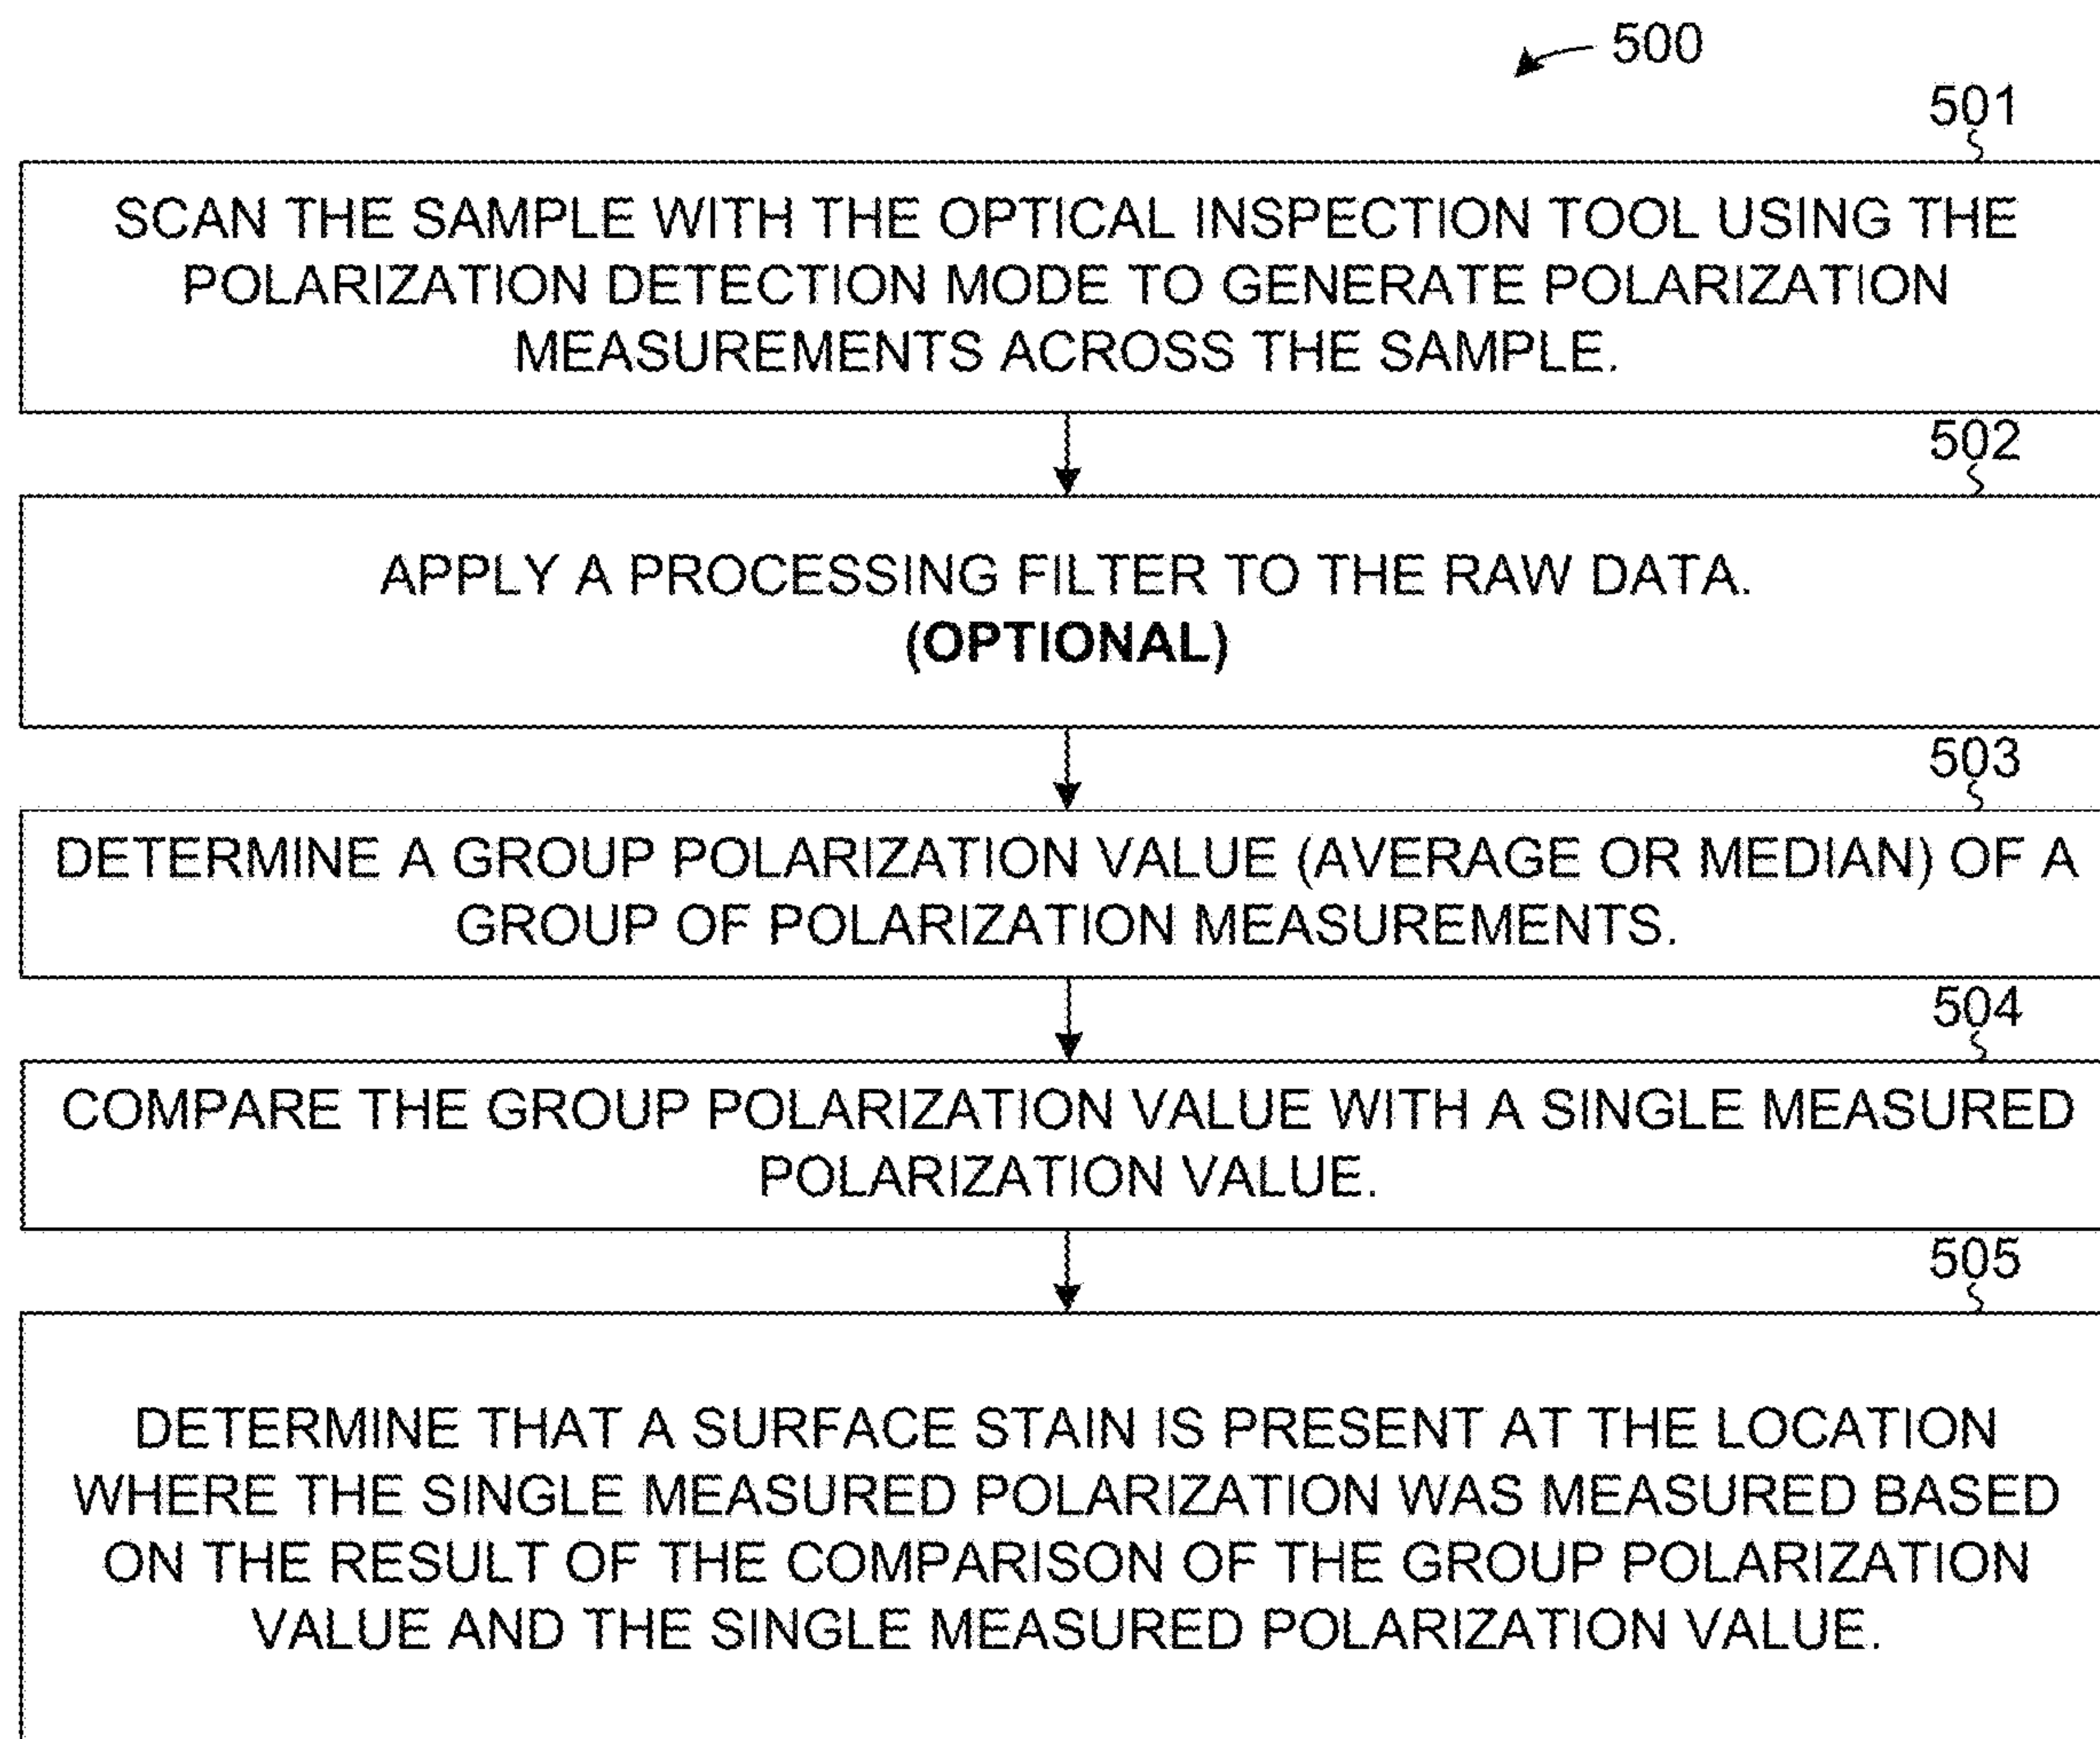 500
501
SCAN THE SAMPLE WITH THE OPTICAL INSPECTION TOOL USING THE
POLARIZATION DETECTION MODE TO GENERATE POLARIZATION
MEASUREMENTS ACROSS THE SAMPLE.
502
APPLY A PROCESSING FILTER TO THE RAW DATA.
(OPTIONAL)
503
DETERMINE A GROUP POLARIZATION VALUE (AVERAGE OR MEDIAN) OF A
GROUP OF POLARIZATION MEASUREMENTS.
504
COMPARE THE GROUP POLARIZATION VALUE WITH A SINGLE MEASURED
POLARIZATION VALUE.
505
DETERMINE THAT A SURFACE STAIN IS PRESENT AT THE LOCATION
WHERE THE SINGLE MEASURED POLARIZATION WAS MEASURED BASED
ON THE RESULT OF THE COMPARISON OF THE GROUP POLARIZATION
VALUE AND THE SINGLE MEASURED POLARIZATION VALUE.